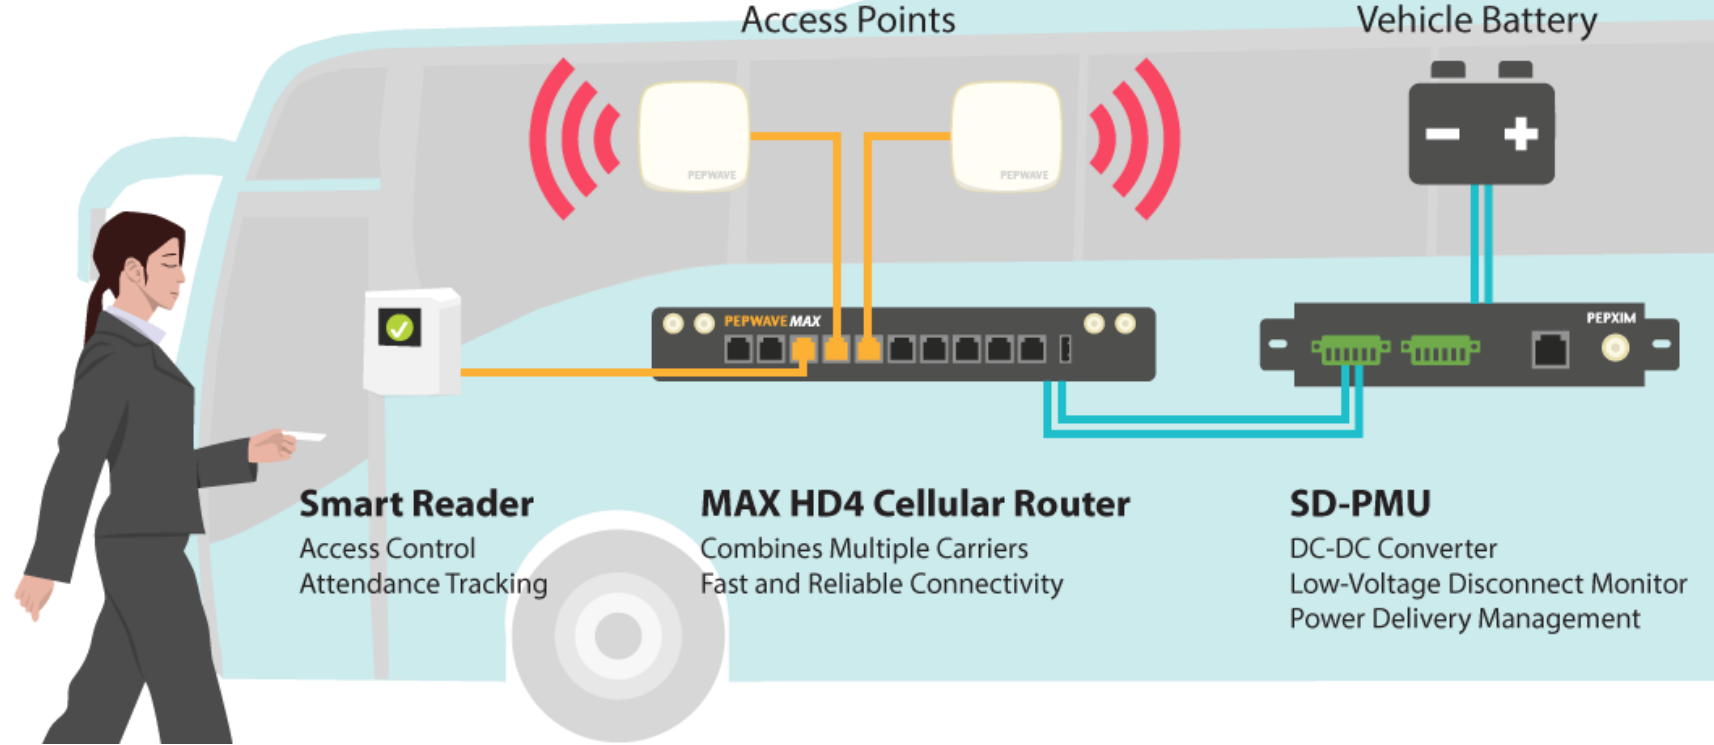 Access Points
Vehicle Battery
PEPWAVE
PEPWAVE
PEPWAVE MAX
PEPXIM
Smart Reader
Access Control
Attendance Tracking
MAX HD4 Cellular Router
Combines Multiple Carriers
Fast and Reliable Connectivity
SD-PMU
DC-DC Converter
Low-Voltage Disconnect Monitor
Power Delivery Management